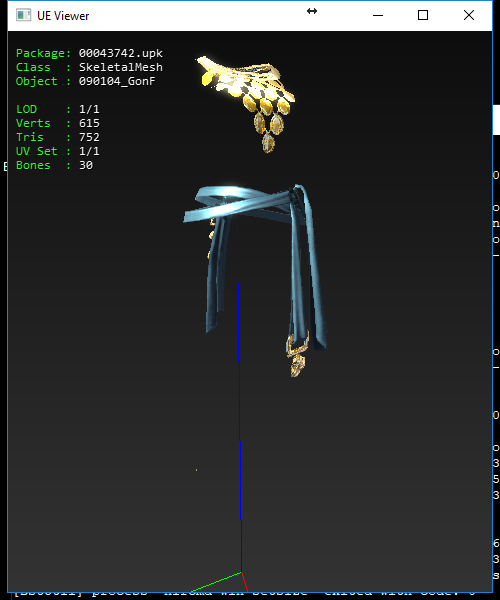 UE Viewer
Package: 00043742.upk
Class : SkeletalMesh
Object : 090104_GonF
LOD : 1/1
Verts : 615
Tris : 752
UV Set : 1/1
Bones : 30